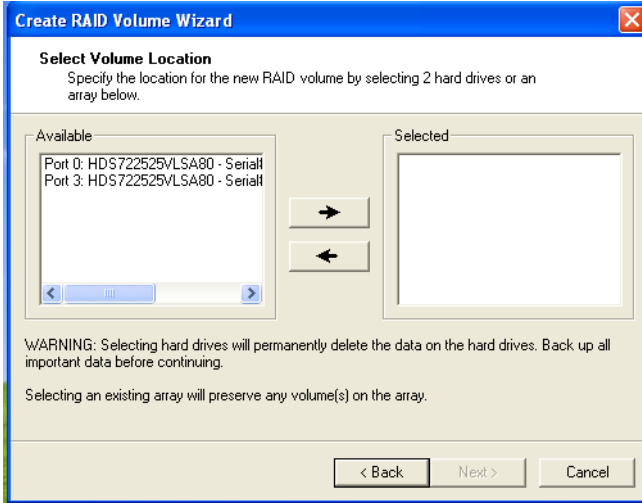 Create RAID Volume Wizard
Select Volume Location
Specify the location for the new RAID volume by selecting 2 hard drives or an
array below.
Available
Selected
Port 0: HDS722525VLSA80 - Serial
Port 3: HDS722525VLSA80 - Serial
WARNING: Selecting hard drives will permanently delete the data on the hard drives. Back up all
important data before continuing.
Selecting an existing array will preserve any volume(s) on the array.
< Back
Next >
Cancel